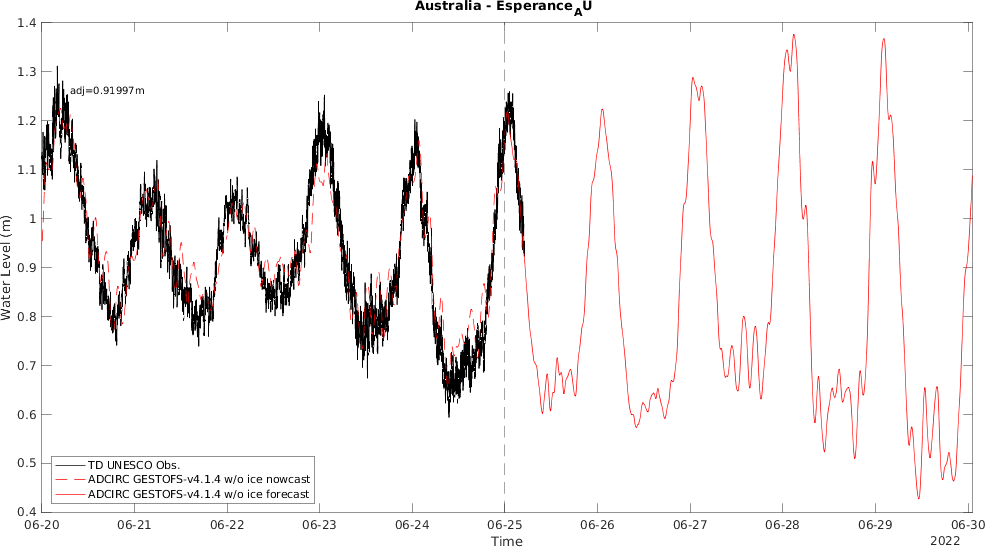 Australia - Esperance_AU
adj=0.91997m
Water Level (m)
1.4
1.3
1.2
1.1
1
0.9
0.8
0.7
0.6
0.5
0.4
TD UNESCO Obs.
ADCIRC GESTOFS-v4.1.4 w/o ice nowcast
ADCIRC GESTOFS-v4.1.4 w/o ice forecast
06-20 06-21 06-22 06-23 06-24 06-25 06-26 06-27 06-28 06-29 06-30
Time
2022